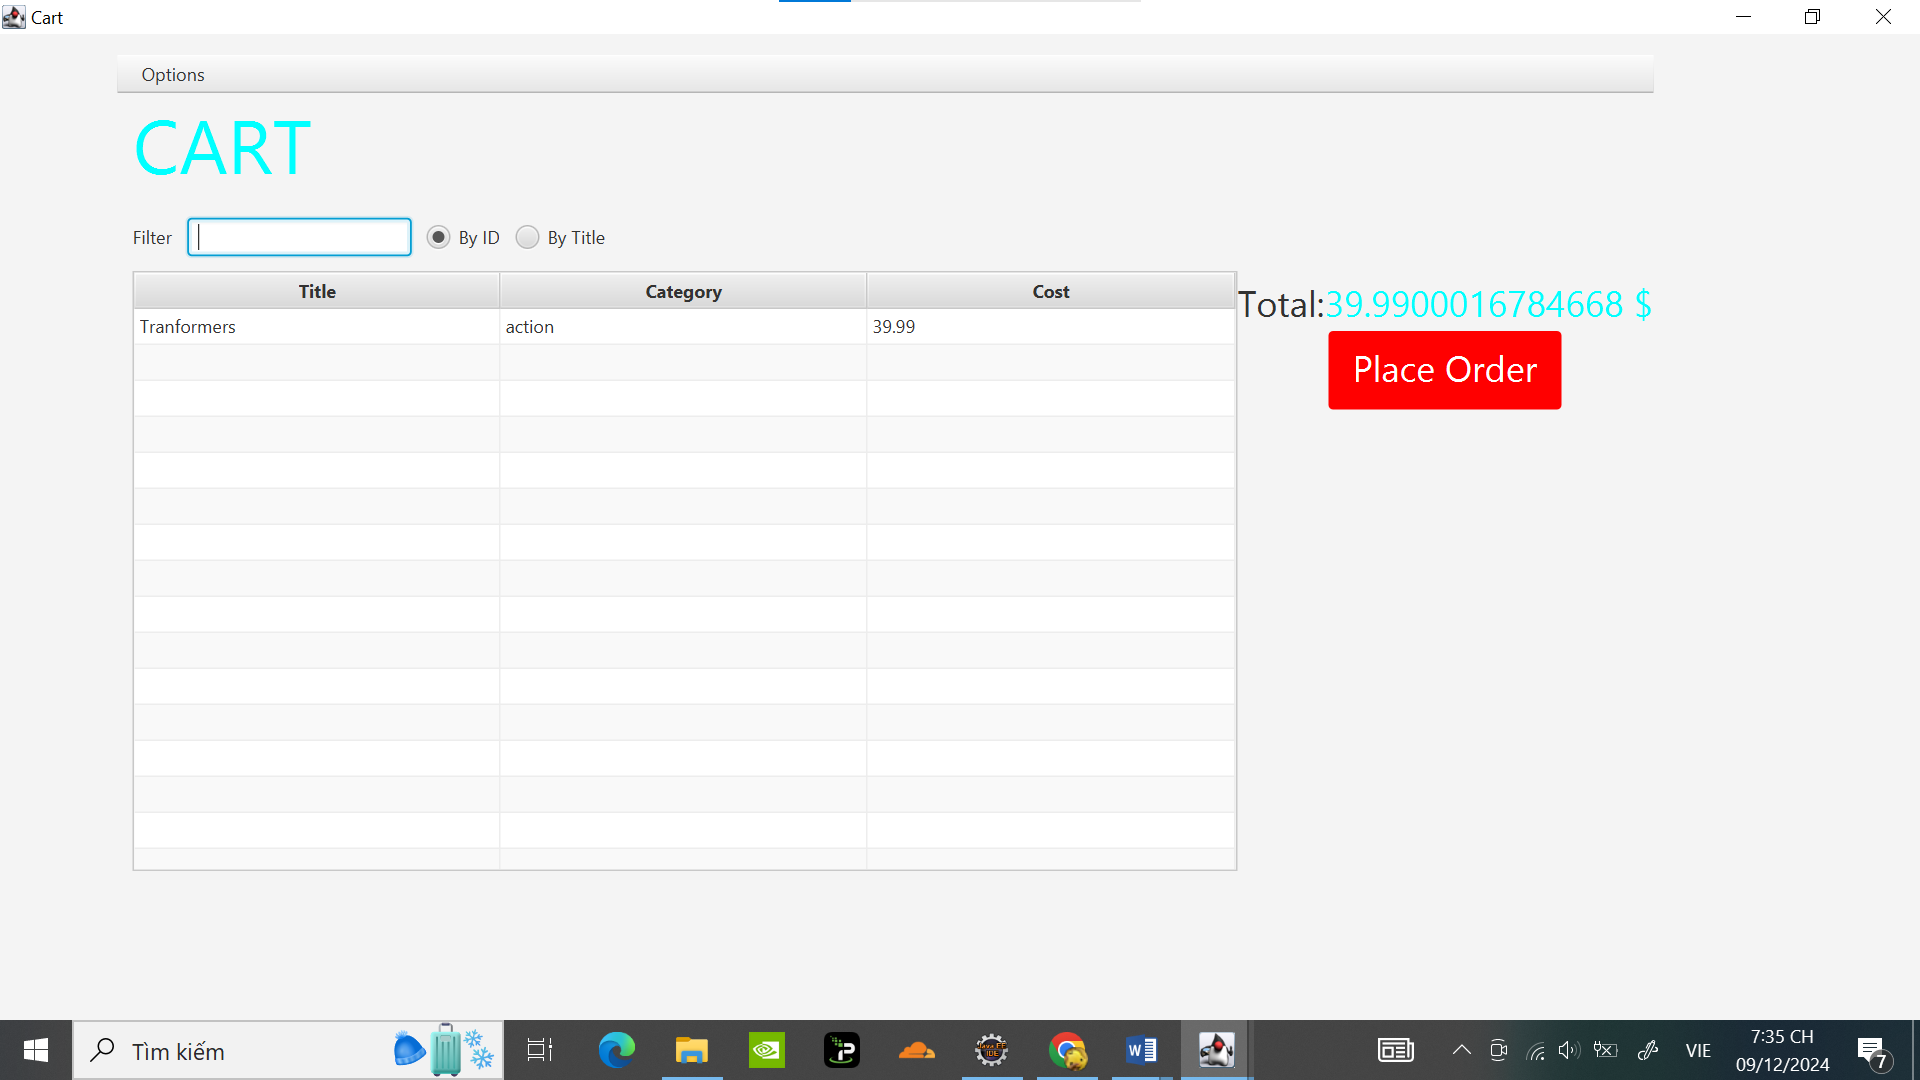 Cart
Options
CART
Filter By ID By Title
Title Category Cost
Tranformers action 39.99
Total:39.9900016784668 $
Place Order
Tìm kiếm
VIE
7:35 CH
09/12/2024
7